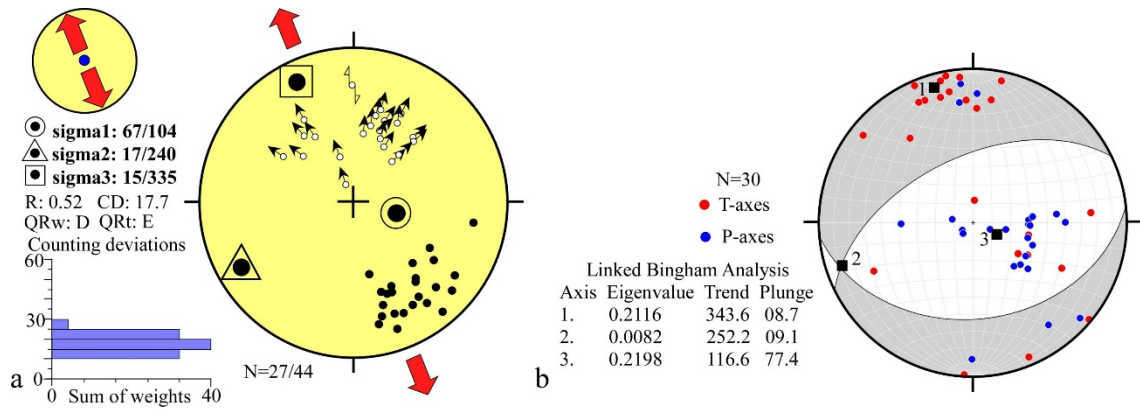 sigma1: 67/104
sigma2: 17/240
sigma3: 15/335
R: 0.52 CD: 17.7
QRw: D QRt: E
Counting deviations
60
30
0
0 Sum of weights 40
a
N=27/44
1
2
3
N=30
T-axes
P-axes
Linked Bingham Analysis
Axis Eigenvalue Trend Plunge
1. 0.2116 343.6 08.7
2. 0.0082 252.2 09.1
3. 0.2198 116.6 77.4
b